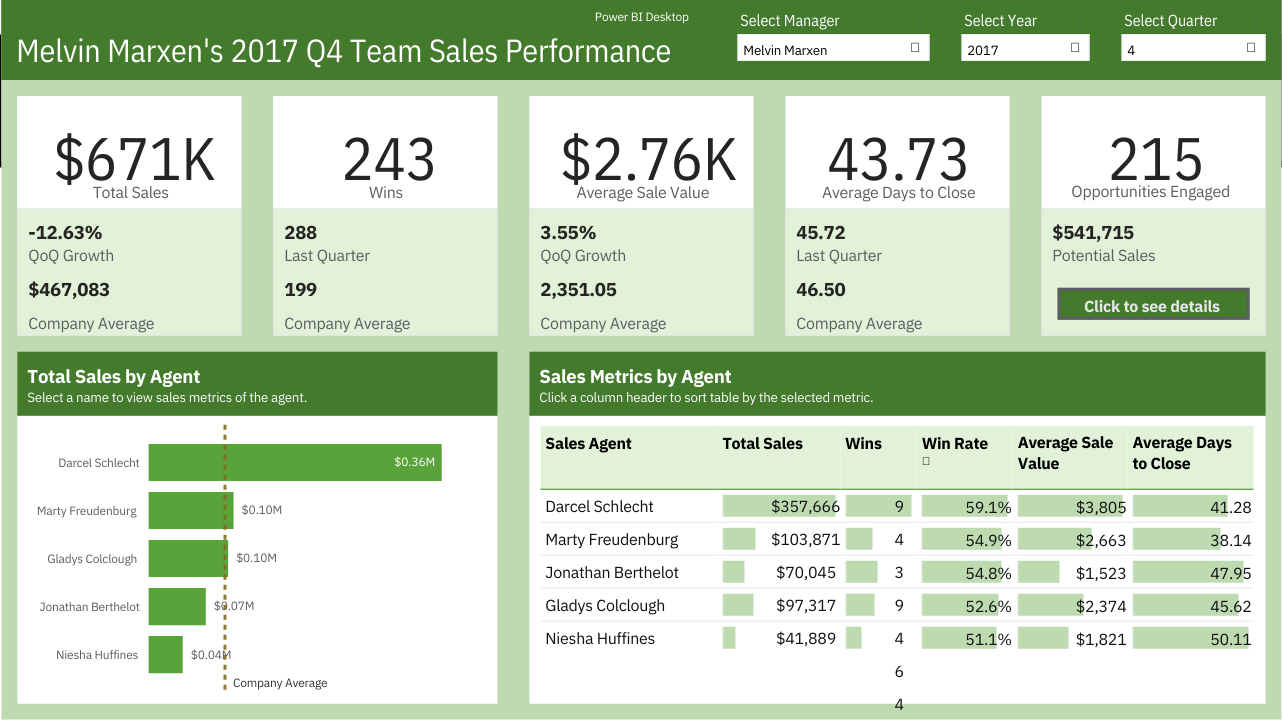 Power BI Desktop
Melvin Marxen's 2017 Q4 Team Sales Performance
Select Manager
Melvin Marxen
Select Year
2017
Select Quarter
4
$671K
Total Sales
-12.63%
QoQ Growth
$467,083
Company Average
243
Wins
288
Last Quarter
199
Company Average
$2.76K
Average Sale Value
3.55%
QoQ Growth
2,351.05
Company Average
43.73
Average Days to Close
45.72
Last Quarter
46.50
Company Average
215
Opportunities Engaged
$541,715
Potential Sales
Click to see details
Total Sales by Agent
Select a name to view sales metrics of the agent.
Darcel Schlecht $0.36M
Marty Freudenburg $0.10M
Gladys Colclough $0.10M
Jonathan Berthelot $0.07M
Niesha Huffines $0.04M
Company Average
Sales Metrics by Agent
Click a column header to sort table by the selected metric.
Sales Agent Total Sales Wins Win Rate Average Sale Value Average Days to Close
Darcel Schlecht $357,666 9 59.1% $3,805 41.28
Marty Freudenburg $103,871 4 54.9% $2,663 38.14
Jonathan Berthelot $70,045 3 54.8% $1,523 47.95
Gladys Colclough $97,317 9 52.6% $2,374 45.62
Niesha Huffines $41,889 4 51.1% $1,821 50.11
6
4